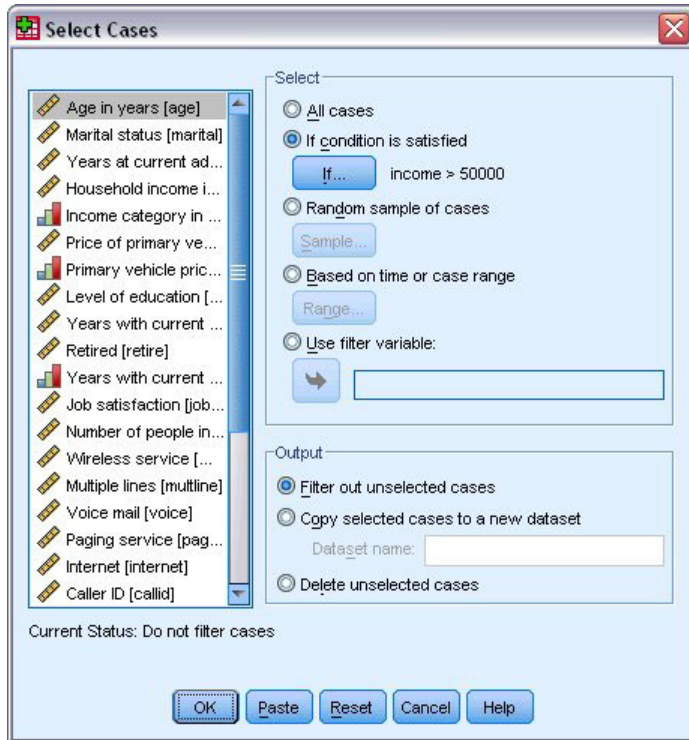 Select Cases
Age in years [age]
Marital status [marital]
Years at current ad...
Household income i...
Income category in ...
Price of primary ve...
Primary vehicle pric...
Level of education [...
Years with current ...
Retired [retire]
Years with current ...
Job satisfaction [job...
Number of people in...
Wireless service [...
Multiple lines [multline]
Voice mail [voice]
Paging service [pag...
Internet [internet]
Caller ID [callid]
Current Status: Do not filter cases
Select
All cases
If condition is satisfied
If... income > 50000
Random sample of cases
Sample...
Based on time or case range
Range...
Use filter variable:
Output
Filter out unselected cases
Copy selected cases to a new dataset
Dataset name:
Delete unselected cases
OK Paste Reset Cancel Help